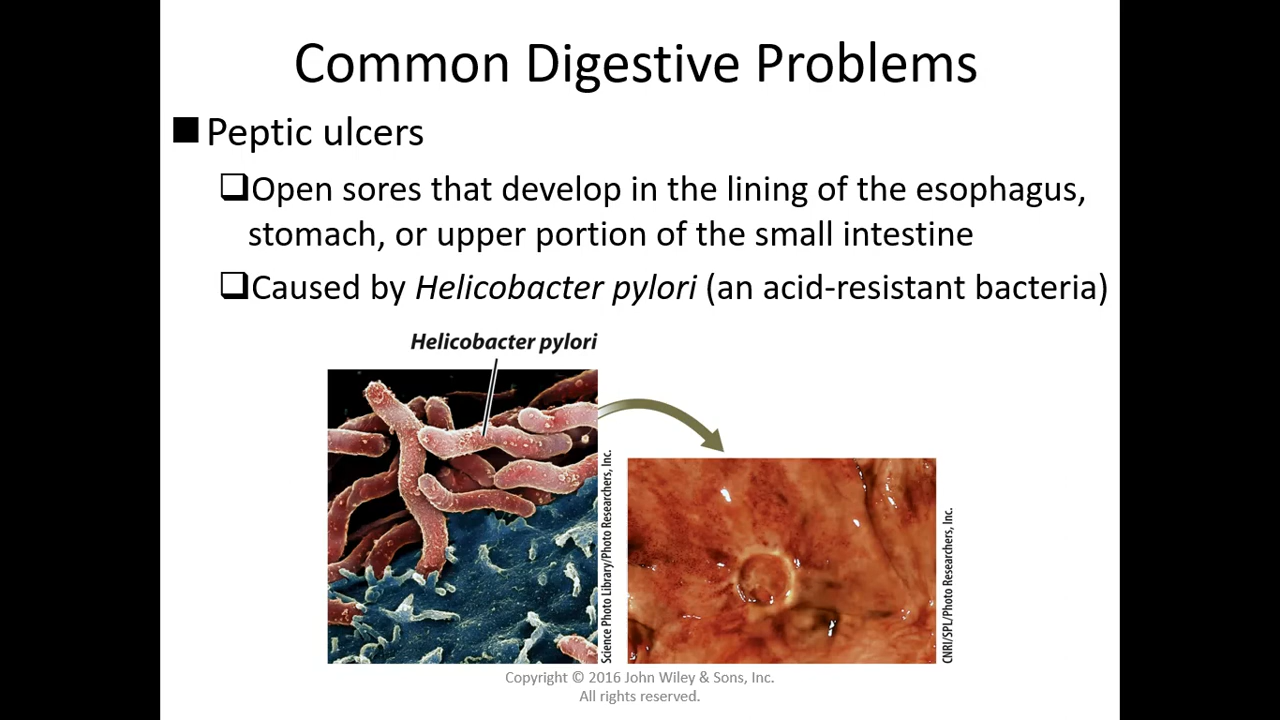 Common Digestive Problems
■ Peptic ulcers
❑Open sores that develop in the lining of the esophagus,
stomach, or upper portion of the small intestine
❑Caused by Helicobacter pylori (an acid-resistant bacteria)
Helicobacter pylori
Science Photo Library/Photo Researchers, Inc.
CNRI/SPL/Photo Researchers, Inc.
Copyright © 2016 John Wiley & Sons, Inc.
All rights reserved.